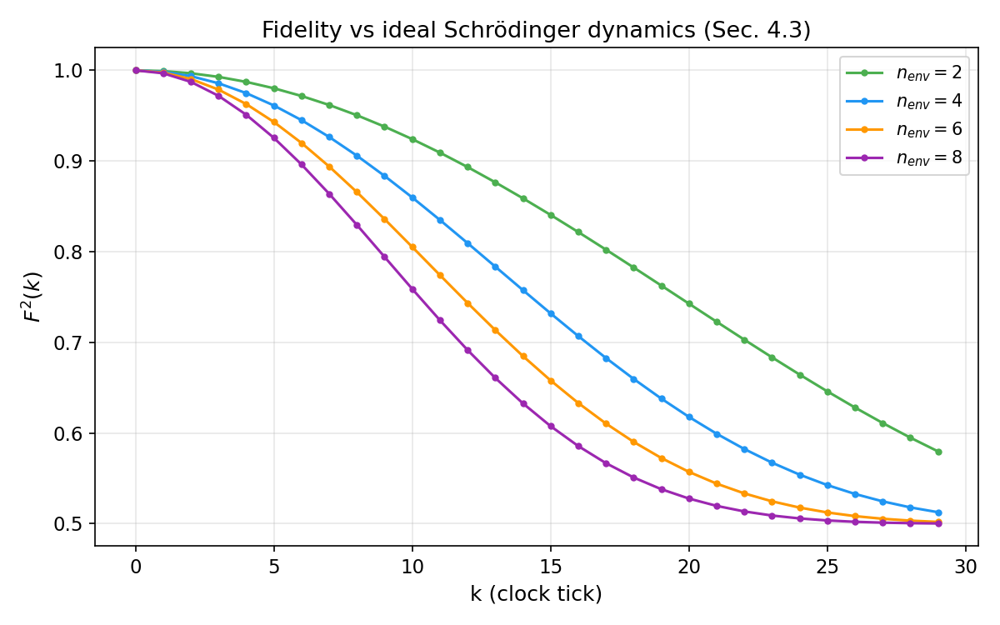 Fidelity vs ideal Schrödinger dynamics (Sec. 4.3)
n_env = 2
n_env = 4
n_env = 6
n_env = 8
1.0
0.9
0.8
0.7
0.6
0.5
F²(k)
0 5 10 15 20 25 30
k (clock tick)